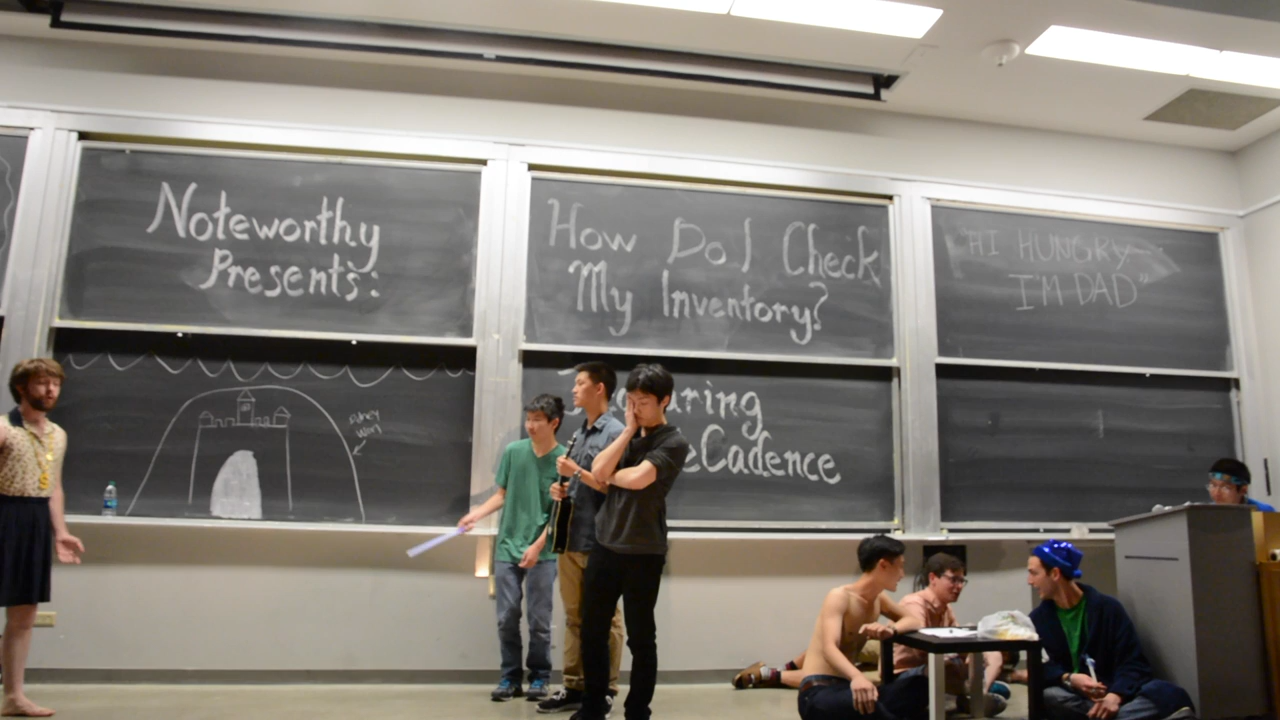 Noteworthy
Presents:
How Do I Check
My Inventory?
"HI HUNGRY—
I'M DAD"
eCadence